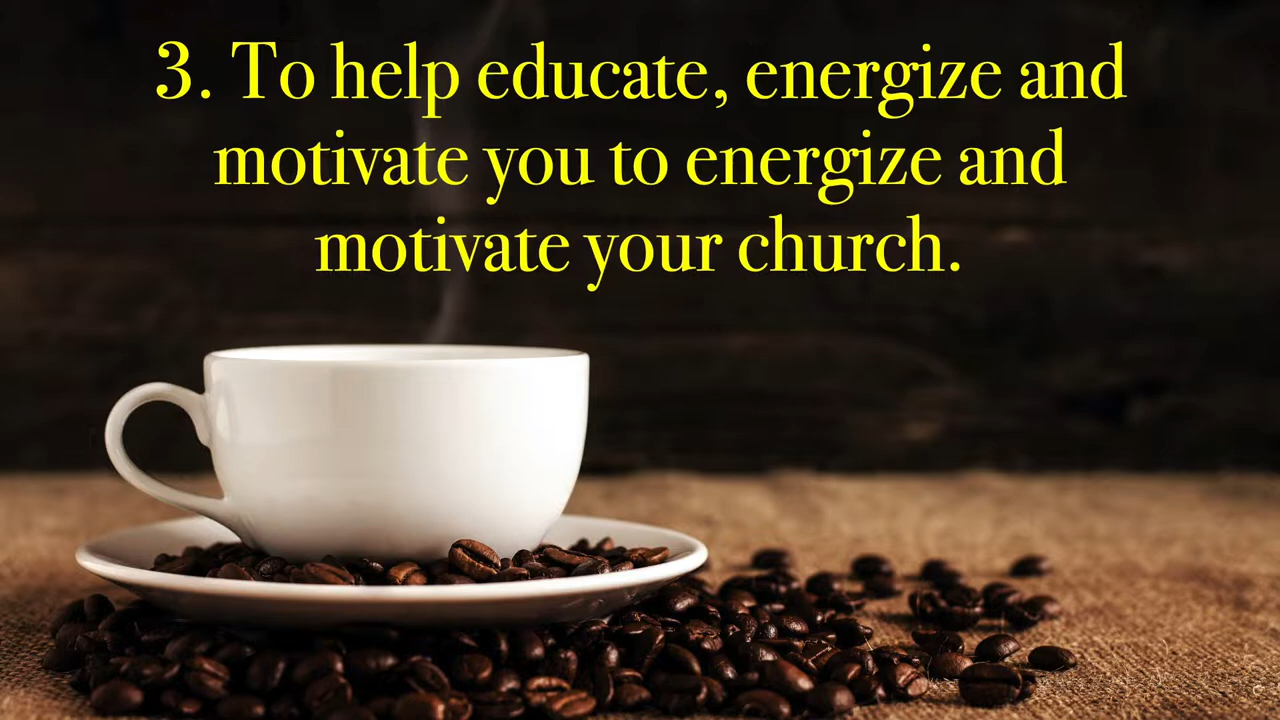 3. To help educate, energize and
motivate you to energize and
motivate your church.